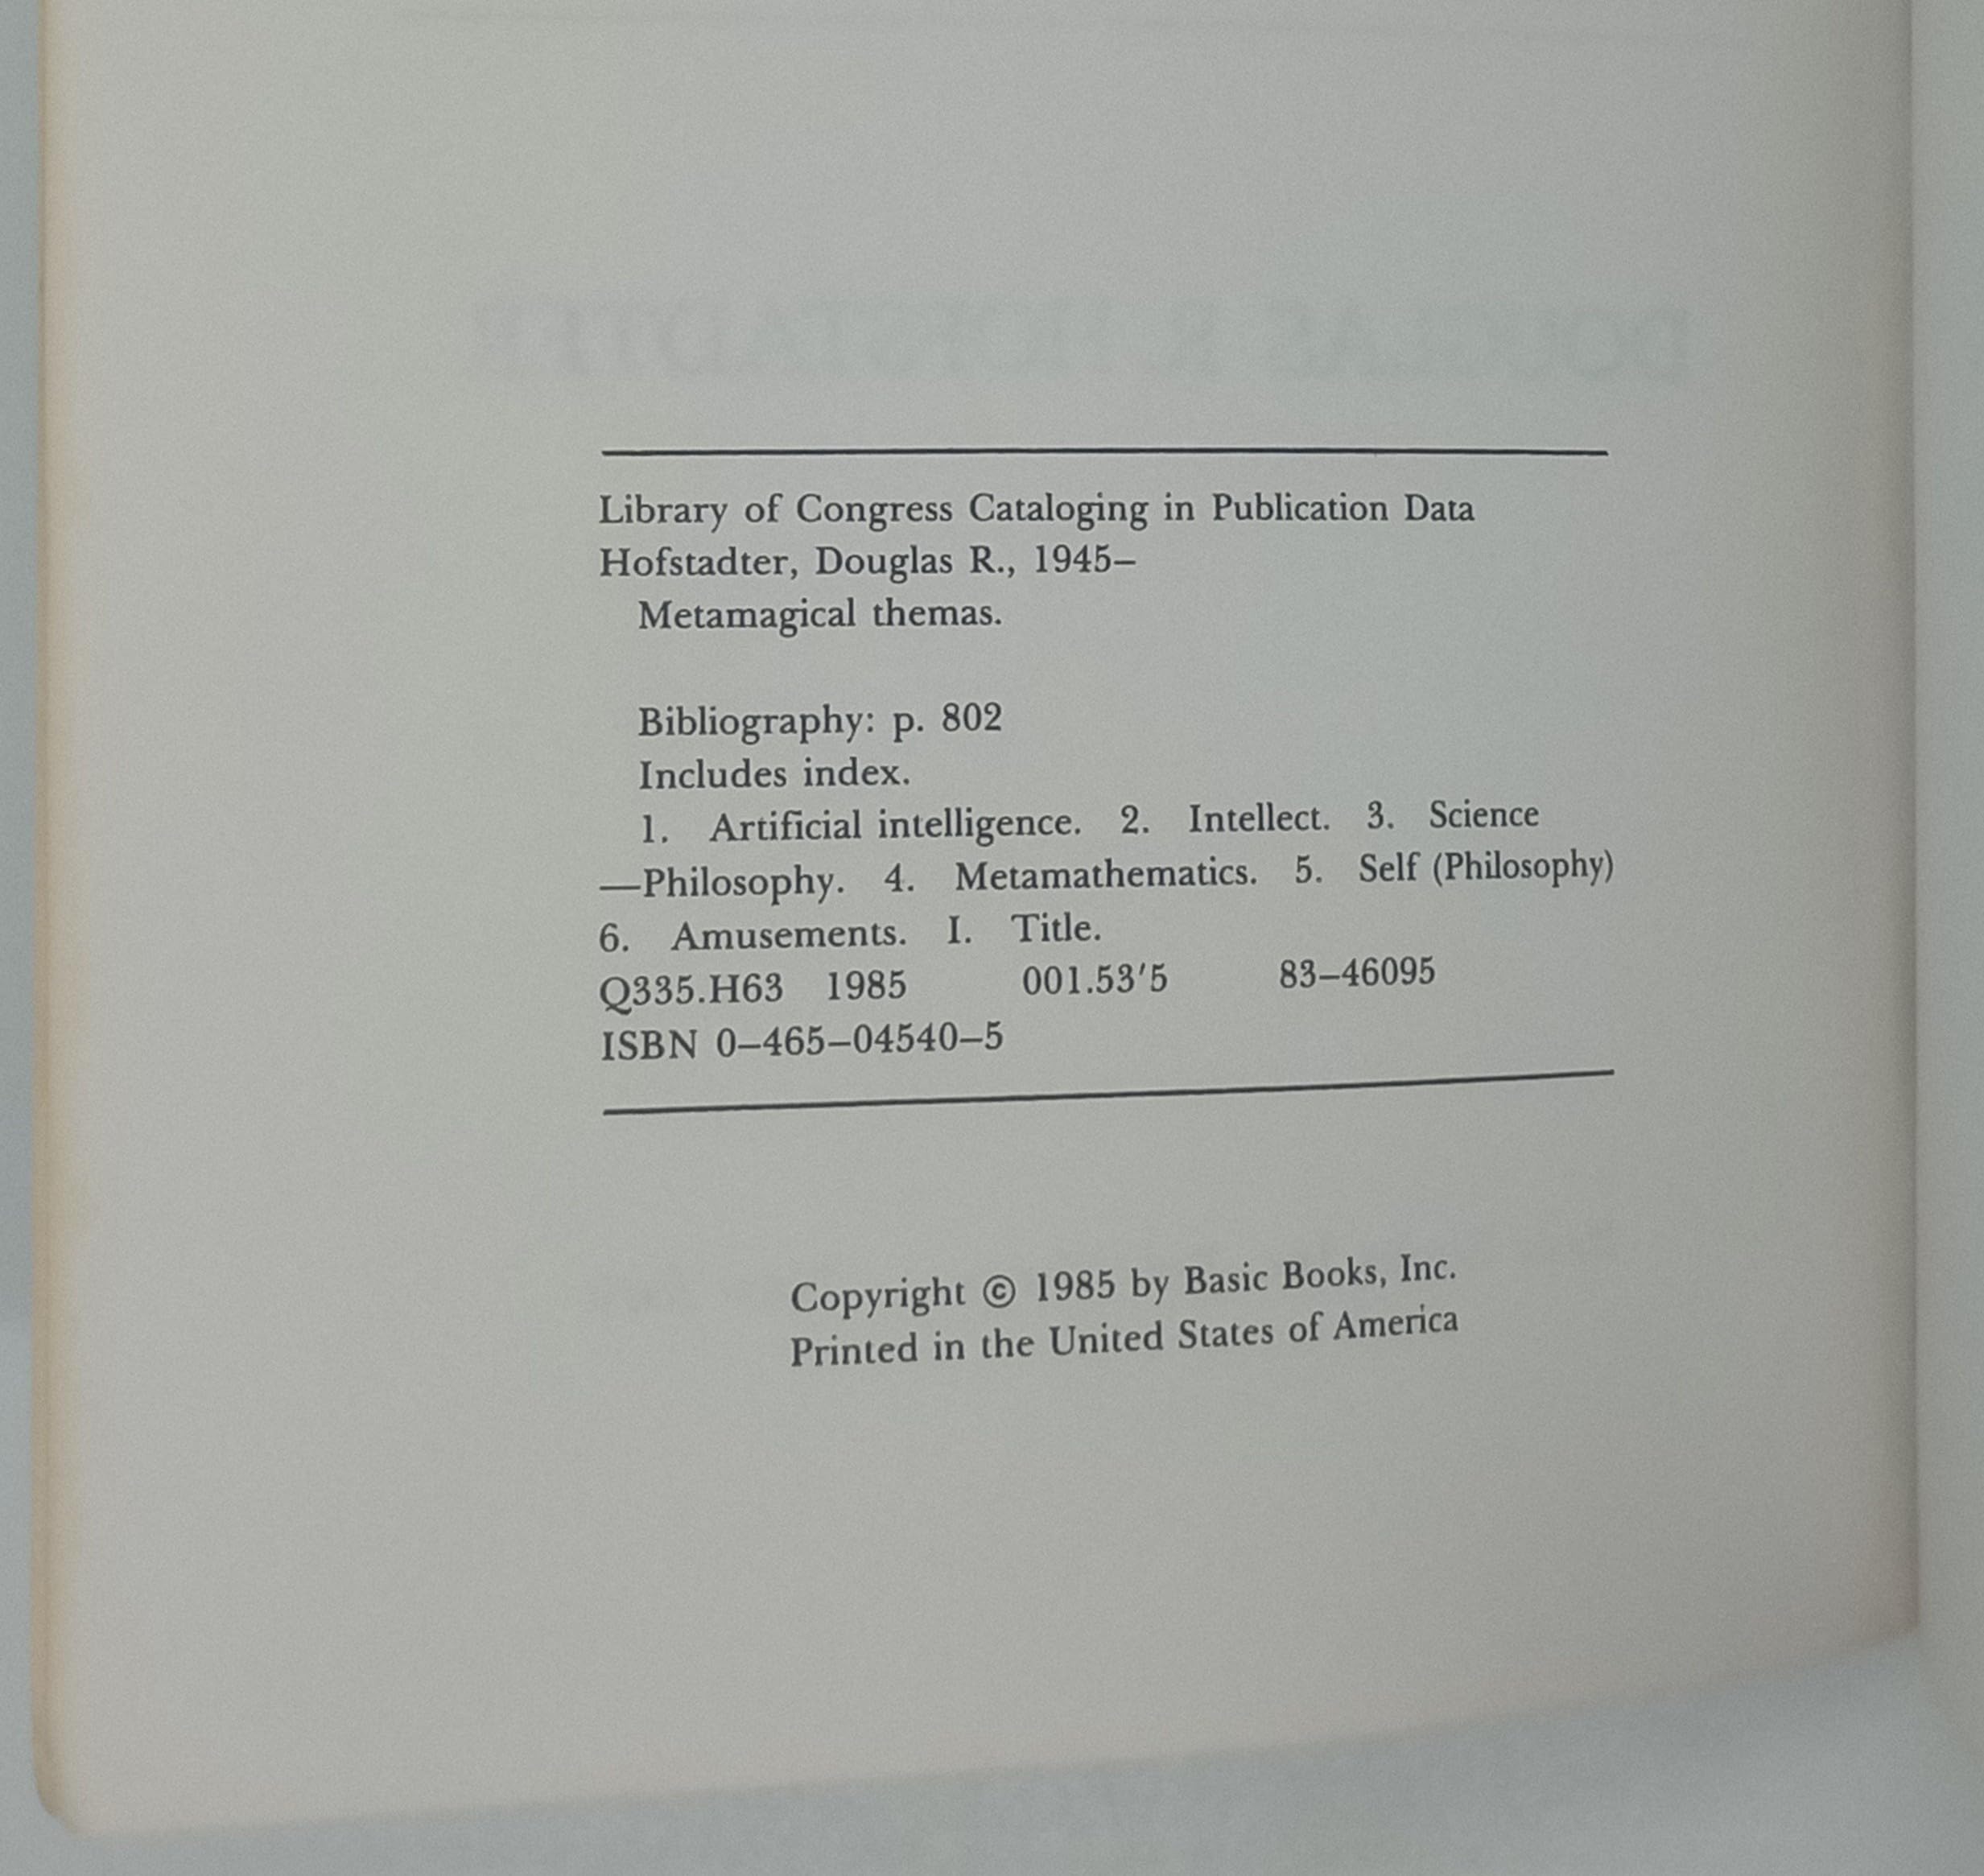 Library of Congress Cataloging in Publication Data
Hofstadter, Douglas R., 1945–
Metamagical themas.
Bibliography: p. 802
Includes index.
1. Artificial intelligence. 2. Intellect. 3. Science
—Philosophy. 4. Metamathematics. 5. Self (Philosophy)
6. Amusements. I. Title.
Q335.H63 1985 001.53′5 83–46095
ISBN 0–465–04540–5
Copyright © 1985 by Basic Books, Inc.
Printed in the United States of America